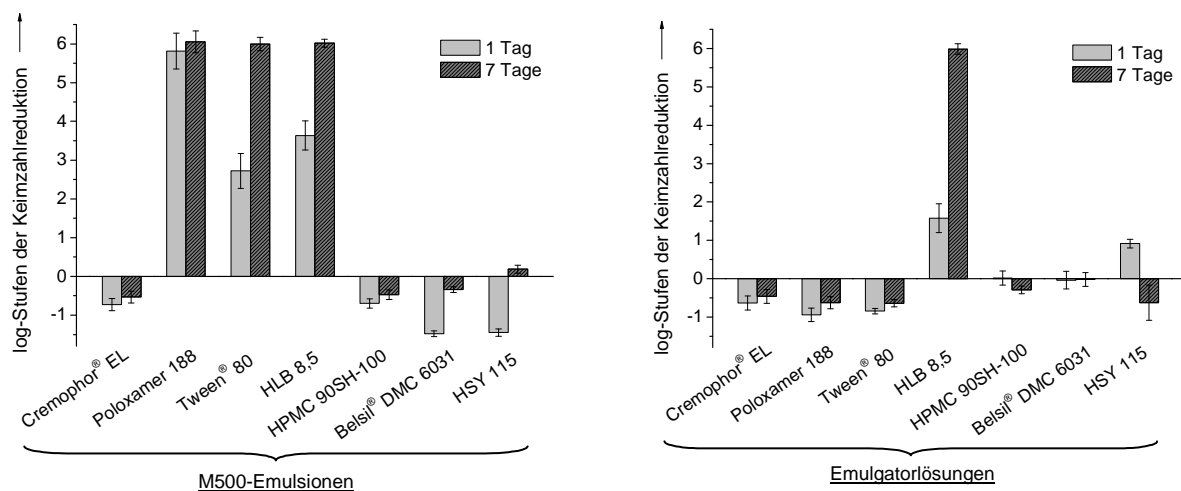 log-Stufen der Keimzahlreduktion
6
5
4
3
2
1
0
-1
1 Tag
7 Tage
Cremophor® EL
Poloxamer 188
Tween® 80
HLB 8,5
HPMC 90SH-100
Belsil® DMC 6031
HSY 115
M500-Emulsionen
log-Stufen der Keimzahlreduktion
6
5
4
3
2
1
0
-1
1 Tag
7 Tage
Cremophor® EL
Poloxamer 188
Tween® 80
HLB 8,5
HPMC 90SH-100
Belsil® DMC 6031
HSY 115
Emulgatorlösungen